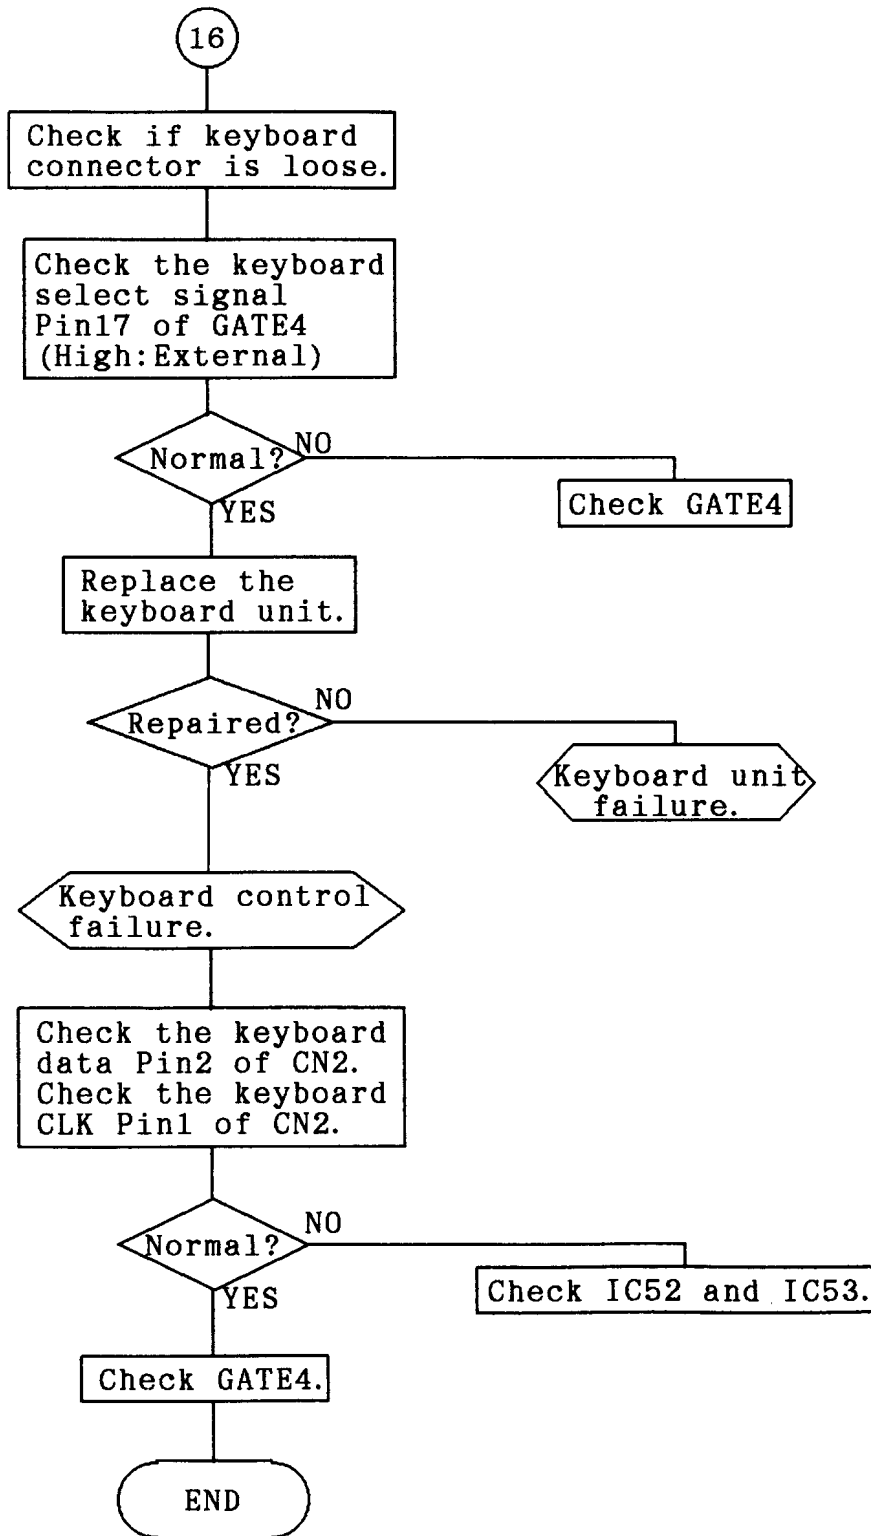 16
Check if keyboard
connector is loose.
Check the keyboard
select signal
Pin17 of GATE4
(High:External)
Normal?
NO
Check GATE4
YES
Replace the
keyboard unit.
Repaired?
NO
Keyboard unit
failure.
YES
Keyboard control
failure.
Check the keyboard
data Pin2 of CN2.
Check the keyboard
CLK Pin1 of CN2.
Normal?
NO
Check IC52 and IC53.
YES
Check GATE4.
END